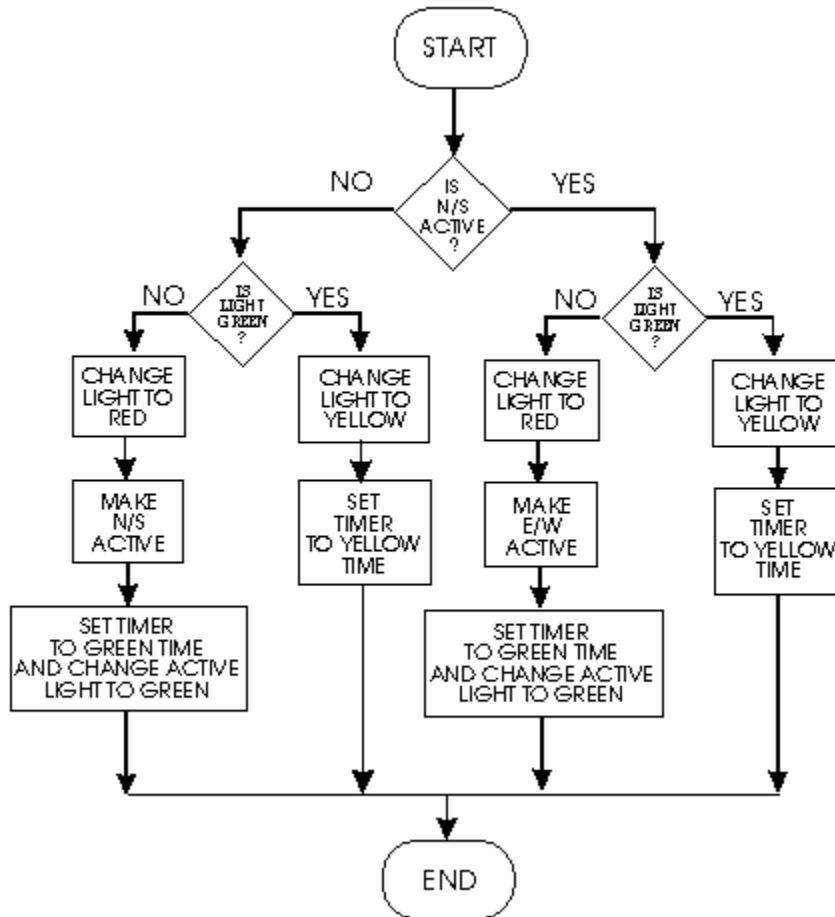 START
NO
IS
N/S
ACTIVE
?
YES
NO
IS
LIGHT
GREEN
?
YES
NO
IS
LIGHT
GREEN
?
YES
CHANGE
LIGHT TO
RED
CHANGE
LIGHT TO
YELLOW
CHANGE
LIGHT TO
RED
CHANGE
LIGHT TO
YELLOW
MAKE
N/S
ACTIVE
SET
TIMER
TO YELLOW
TIME
MAKE
E/W
ACTIVE
SET
TIMER
TO YELLOW
TIME
SET TIMER
TO GREEN TIME
AND CHANGE ACTIVE
LIGHT TO GREEN
SET TIMER
TO GREEN TIME
AND CHANGE ACTIVE
LIGHT TO GREEN
END